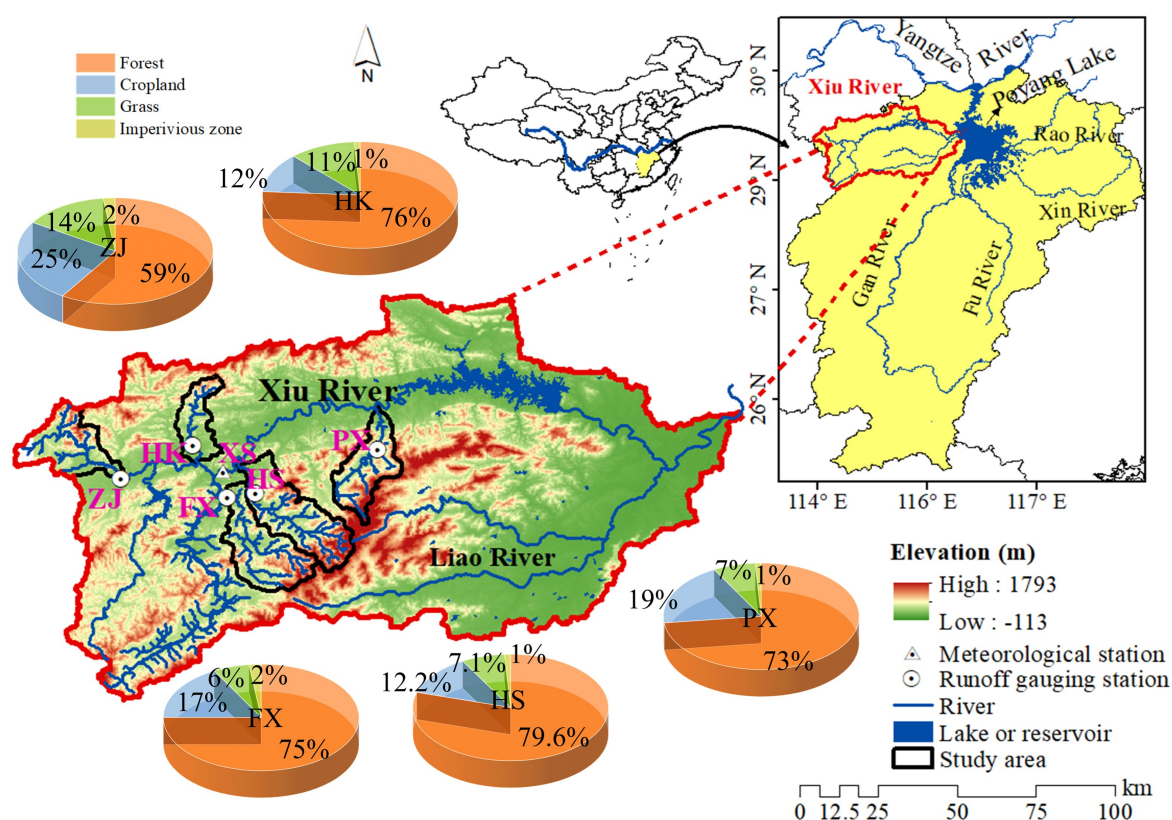 Forest
Cropland
Grass
Imperivious zone
N
HK
12%
11%
1%
76%
ZJ
14%
2%
25%
59%
Yangtze River
Poyang Lake
Xiu River
Rao River
Xin River
Gan River
Fu River
30° N
29° N
27° N
26° N
114° E
116° E
117° E
Xiu River
HK
XS
HS
PX
ZJ
FX
Liao River
FX
17%
6%
2%
75%
HS
12.2%
7.1%
1%
79.6%
PX
19%
7%
1%
73%
Elevation (m)
High : 1793
Low : -113
Meteorological station
Runoff gauging station
River
Lake or reservoir
Study area
km
0 12.5 25 50 100